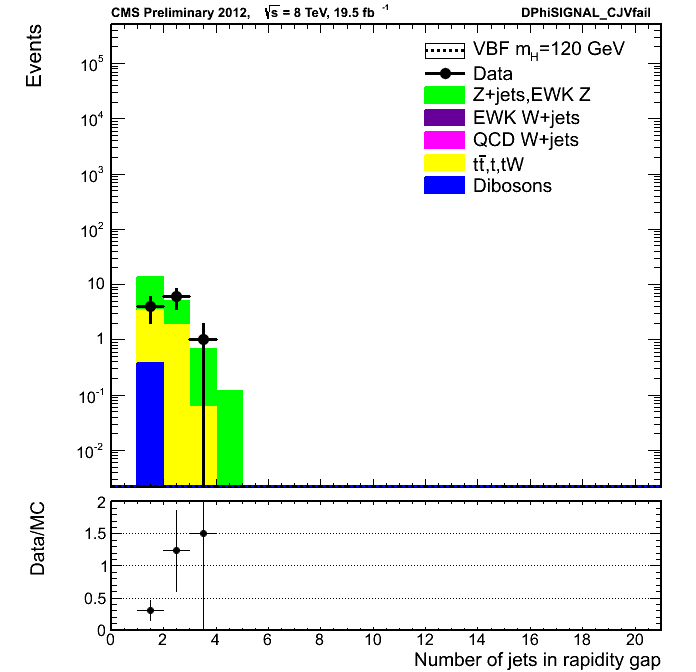 CMS Preliminary 2012, √s = 8 TeV, 19.5 fb⁻¹ DPhiSIGNAL_CJVfail
Events
VBF m_H=120 GeV
Data
Z+jets,EWK Z
EWK W+jets
QCD W+jets
tt̄,t,tW
Dibosons
10⁵
10⁴
10³
10²
10
1
10⁻¹
10⁻²
Data/MC
2
1.5
1
0.5
0
0 2 4 6 8 10 12 14 16 18 20
Number of jets in rapidity gap